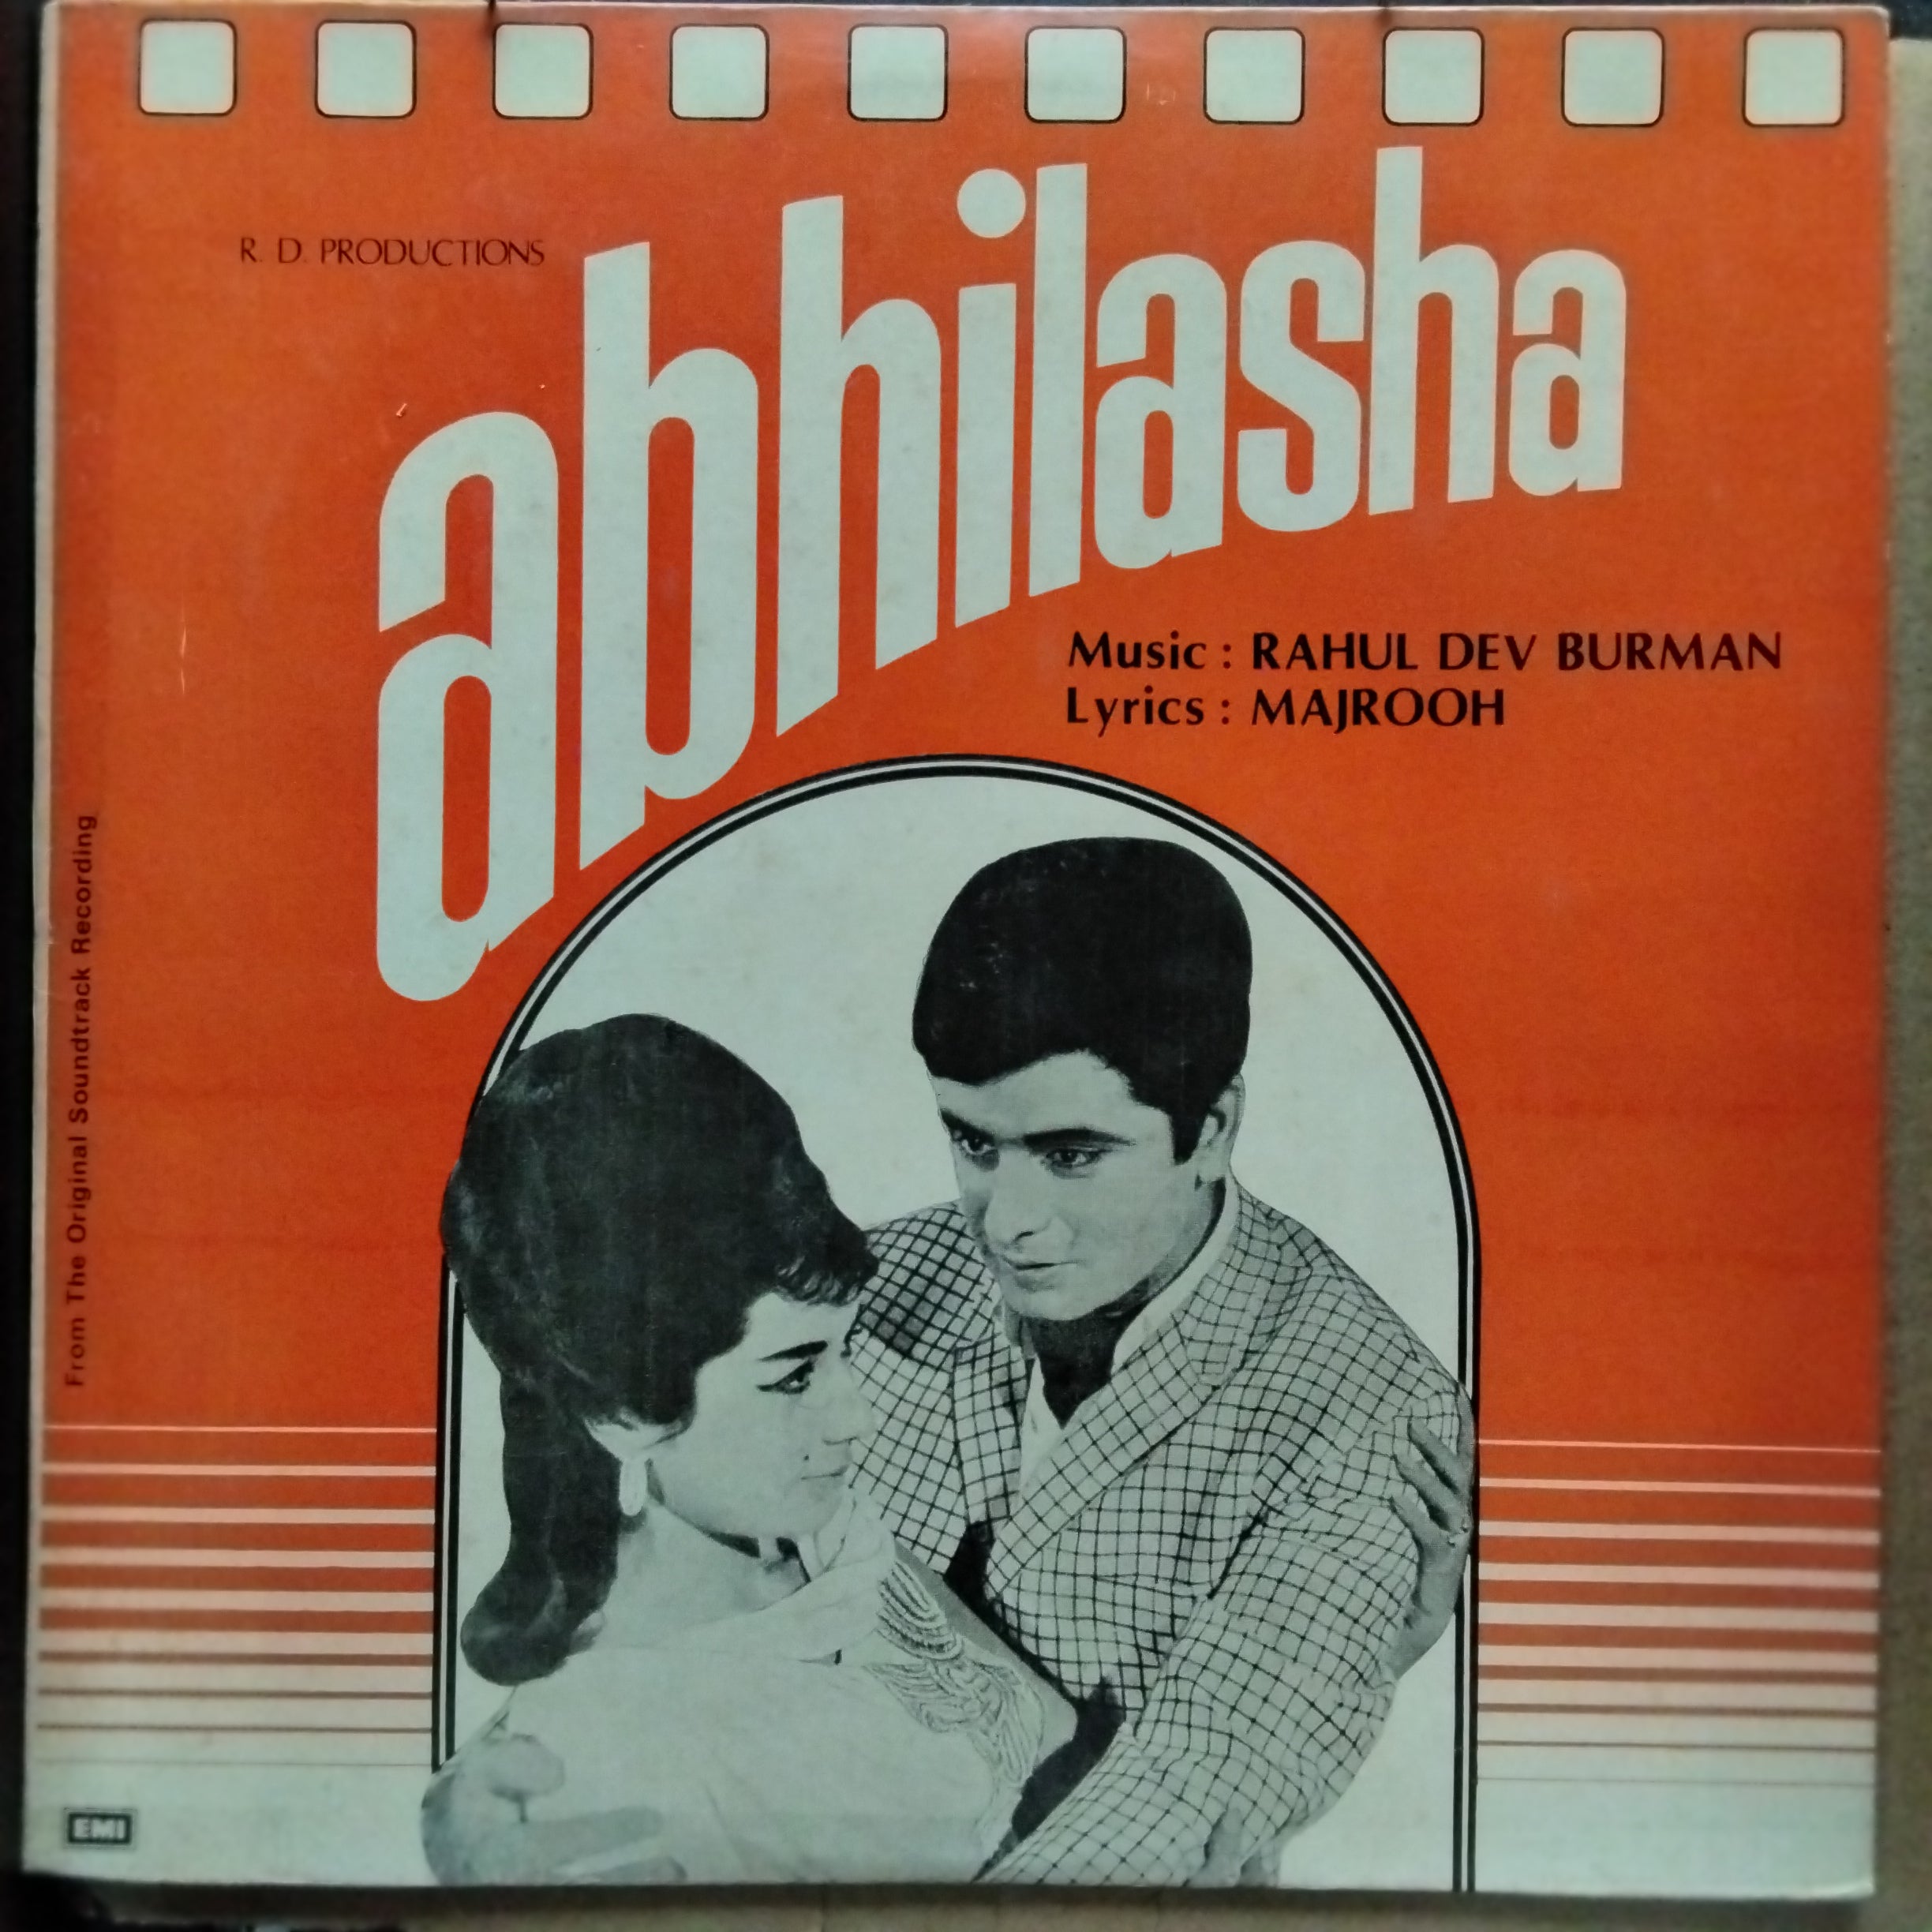 R. D. PRODUCTIONS
abhilasha
Music : RAHUL DEV BURMAN
Lyrics : MAJROOH
From The Original Soundtrack Recording
EMI